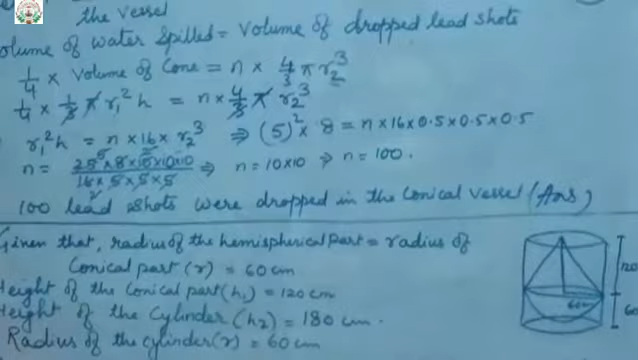 the vessel
olume of water spilled = Volume of dropped lead shots
1/4 × Volume of Cone = n × 4/3 π r₂³
1/4 × 1/3 π r₁² h = n × 4/3 π r₂³
r₁² h = n × 16 × r₂³ ⇒ (5)² × 8 = n × 16 × 0.5 × 0.5 × 0.5
n = 25 × 8 × 10 × 10 × 10 / 16 × 5 × 5 × 5 ⇒ n = 10×10 ⇒ n = 100.
100 lead shots were dropped in the conical vessel (Ans)
Given that, radius of the hemispherical part = radius of
Conical part (r) = 60 cm
Height of the Conical part (h₁) = 120 cm
Height of the Cylinder (h₂) = 180 cm.
Radius of the cylinder (r) = 60 cm
120
60